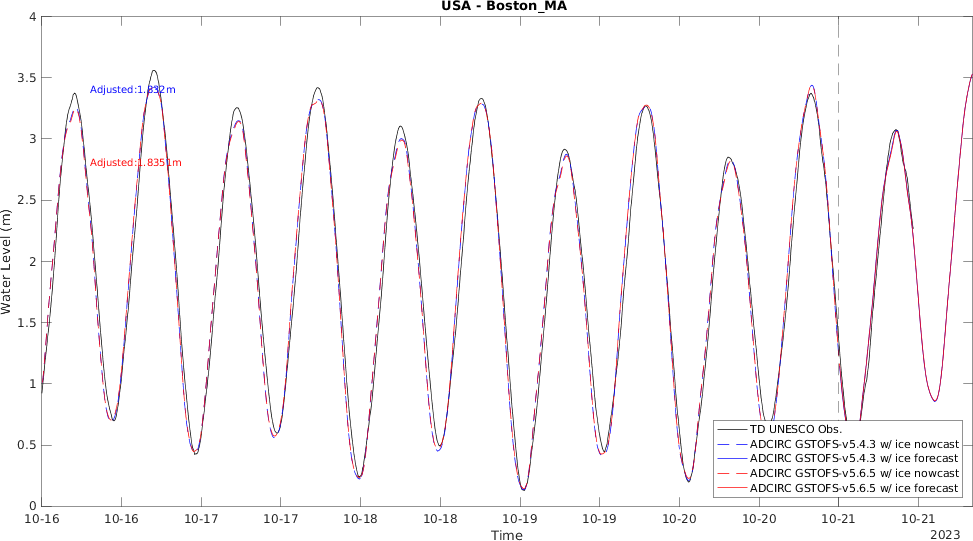 USA - Boston_MA
4
3.5
3
2.5
2
1.5
1
0.5
0
Water Level (m)
Adjusted:1.832m
Adjusted:1.8351m
TD UNESCO Obs.
ADCIRC GSTOFS-v5.4.3 w/ ice nowcast
ADCIRC GSTOFS-v5.4.3 w/ ice forecast
ADCIRC GSTOFS-v5.6.5 w/ ice nowcast
ADCIRC GSTOFS-v5.6.5 w/ ice forecast
10-16 10-16 10-17 10-17 10-18 10-18 10-19 10-19 10-20 10-20 10-21 10-21
2023
Time